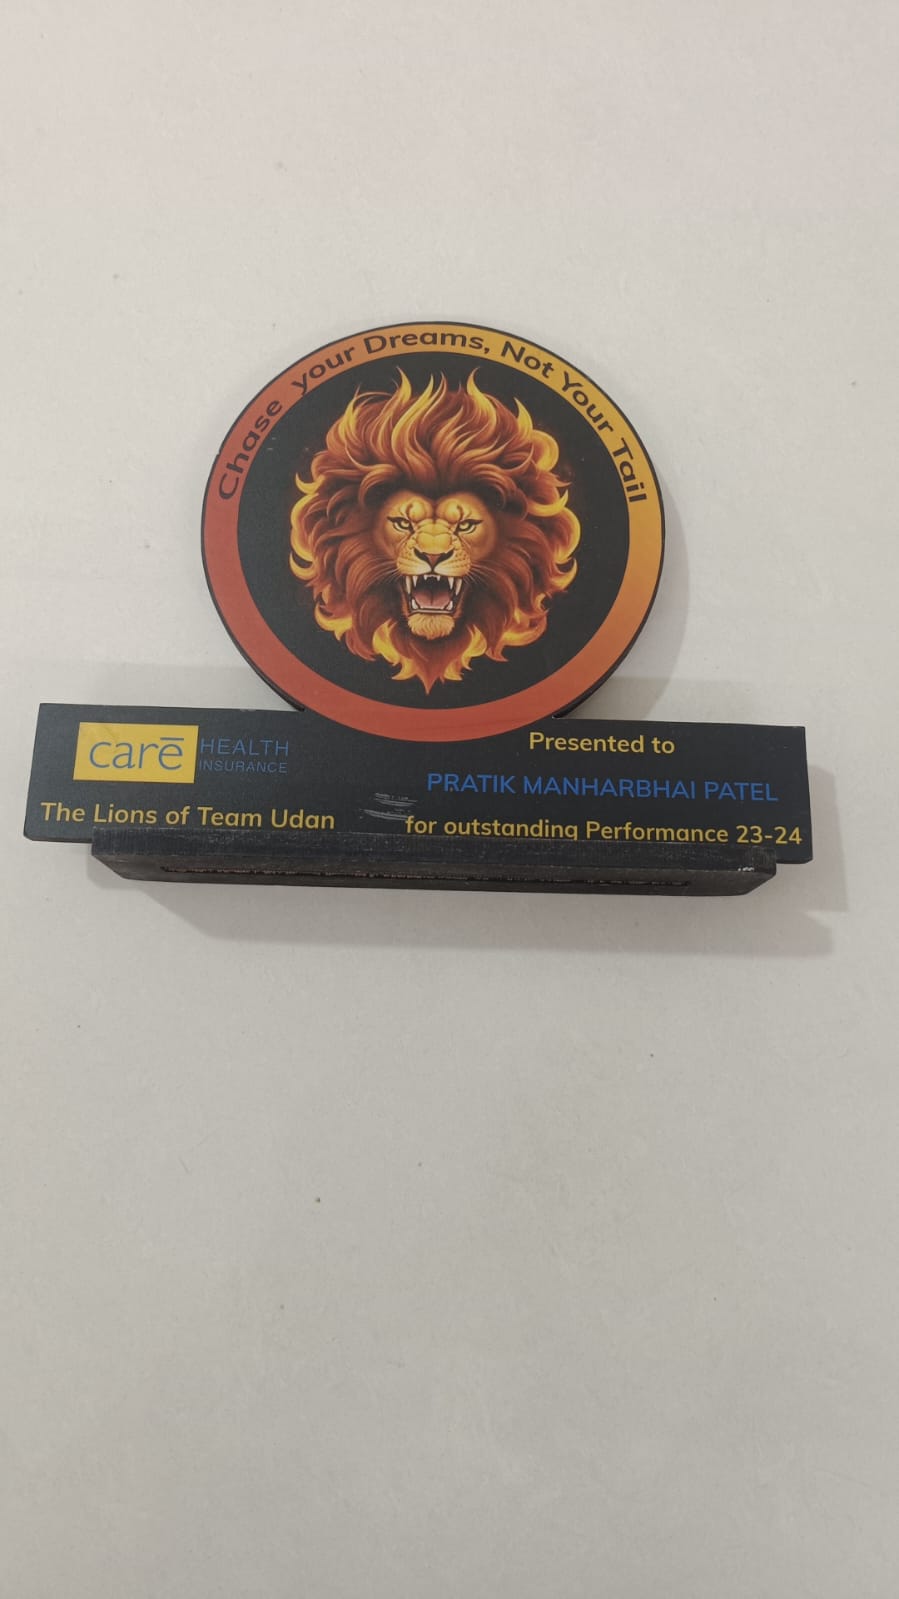 Chase your Dreams, Not Your Tail
carē HEALTH
INSURANCE
The Lions of Team Udan
Presented to
PRATIK MANHARBHAI PATEL
for outstanding Performance 23-24